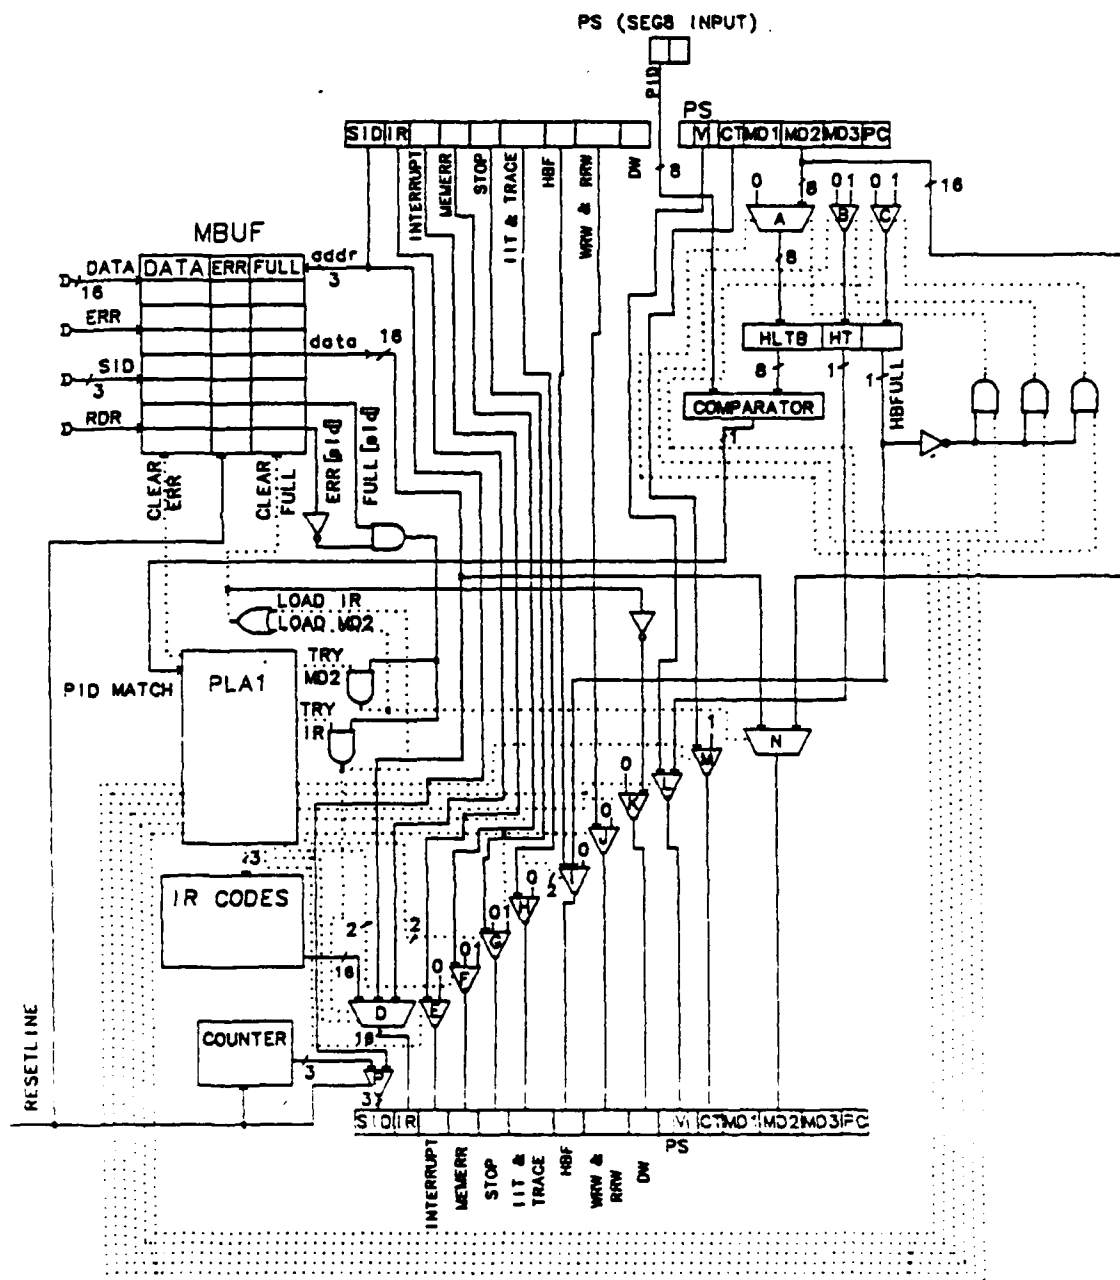 PS (SEG8 INPUT)
PID
PS
SID IR
V CT MD1 MD2 MD3 PC
INTERRUPT
MEMERR
STOP
IIT & TRACE
HBF
WRW & RRW
DW
8
0 8 0 1 0 1
16
A B C
8
MBUF
DATA ERR FULL
addr
3
D DATA
16
D ERR
data 16
D SID
3
D RDR
HLTB HT
8 1 1
HBFULL
COMPARATOR
1
CLEAR ERR
CLEAR FULL
ERR [sid]
FULL [sid]
LOAD IR
LOAD MD2
TRY MD2
TRY IR
PID MATCH
PLA1
3
IR CODES
16
2 2
N
1
M
L
0
K
0
J
0
I
2
0
H
0 1
G
0 1
F
0
E
D
16
COUNTER
3
P
3
RESETLINE
SID IR V CT MD1 MD2 MD3 PC
PS
INTERRUPT
MEMERR
STOP
IIT & TRACE
HBF
WRW & RRW
DW